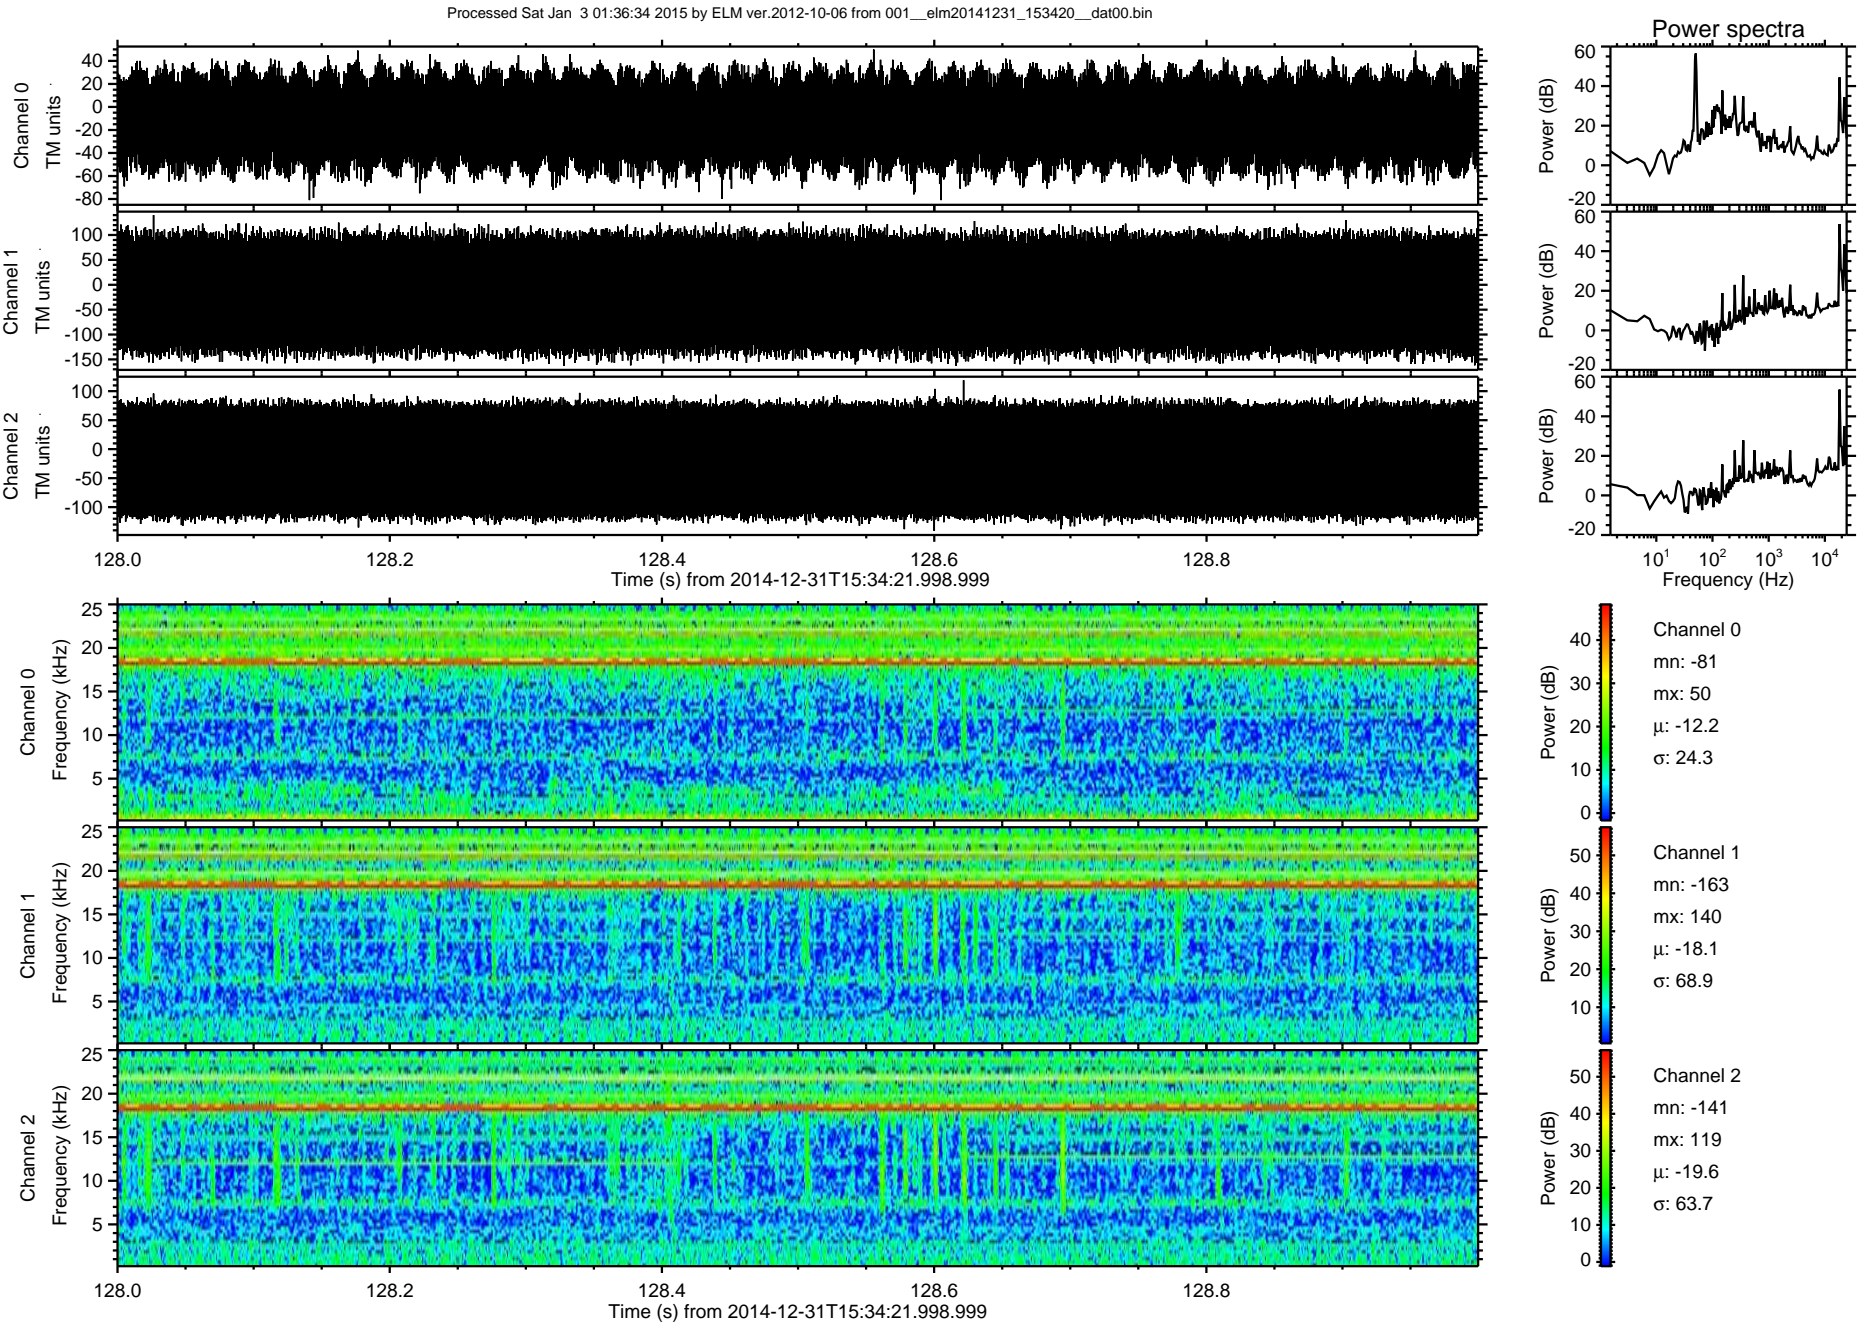 Processed Sat Jan  3 01:36:34 2015 by ELM ver.2012-10-06 from 001__elm20141231_153420__dat00.bin
Power spectra
Channel 0
TM units
40
20
0
-20
-40
-60
-80
Power (dB)
60
40
20
0
-20
Channel 1
TM units
100
50
0
-50
-100
-150
Power (dB)
60
40
20
0
-20
Channel 2
TM units
100
50
0
-50
-100
Power (dB)
60
40
20
0
-20
128.0 128.2 128.4 128.6 128.8
Time (s) from 2014-12-31T15:34:21.998.999
10¹ 10² 10³ 10⁴
Frequency (Hz)
Channel 0
Frequency (kHz)
25
20
15
10
5
Power (dB)
40
30
20
10
0
Channel 0
mn: -81
mx: 50
μ: -12.2
σ: 24.3
Channel 1
Frequency (kHz)
25
20
15
10
5
Power (dB)
50
40
30
20
10
Channel 1
mn: -163
mx: 140
μ: -18.1
σ: 68.9
Channel 2
Frequency (kHz)
25
20
15
10
5
Power (dB)
50
40
30
20
10
0
Channel 2
mn: -141
mx: 119
μ: -19.6
σ: 63.7
128.0 128.2 128.4 128.6 128.8
Time (s) from 2014-12-31T15:34:21.998.999